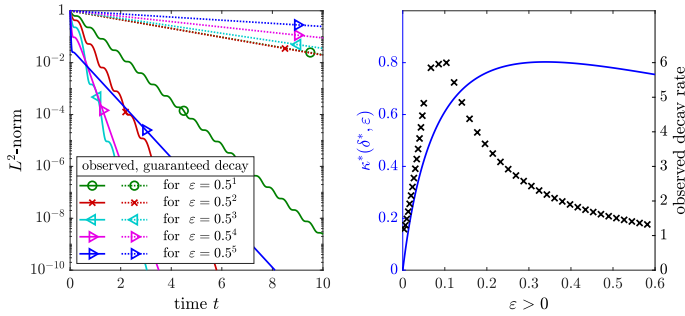 1
10⁻²
10⁻⁴
10⁻⁶
10⁻⁸
10⁻¹⁰
L²-norm
observed, guaranteed decay
for ε = 0.5¹
for ε = 0.5²
for ε = 0.5³
for ε = 0.5⁴
for ε = 0.5⁵
0 2 4 6 8 10
time t
0.8
0.6
0.4
0.2
0
κ*(δ*, ε)
6
5
4
3
2
1
0
observed decay rate
0 0.1 0.2 0.3 0.4 0.5 0.6
ε > 0